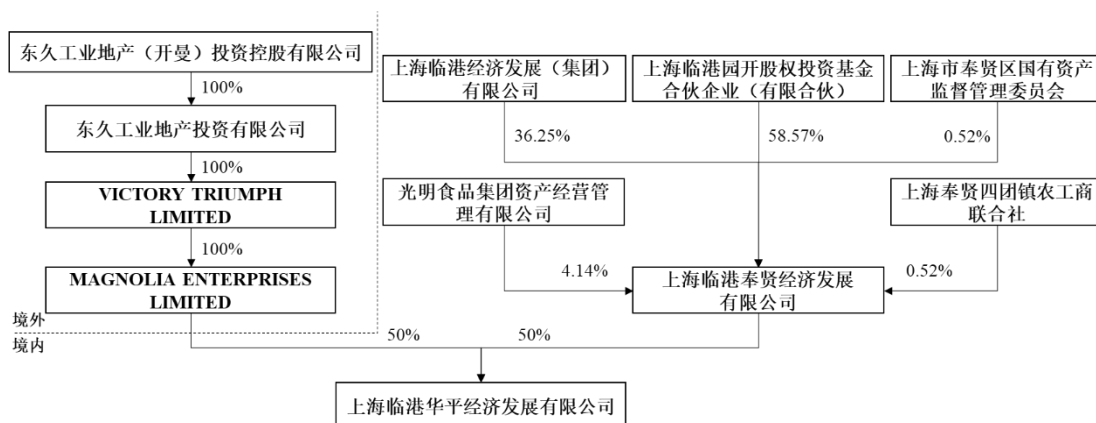 东久工业地产（开曼）投资控股有限公司
100%
东久工业地产投资有限公司
100%
VICTORY TRIUMPH
LIMITED
100%
MAGNOLIA ENTERPRISES
LIMITED
境外
境内
上海临港经济发展（集团）
有限公司
上海临港园开股权投资基金
合伙企业（有限合伙）
上海市奉贤区国有资产
监督管理委员会
36.25%
58.57%
0.52%
光明食品集团资产经营管
理有限公司
上海奉贤四团镇农工商
联合社
4.14%
0.52%
上海临港奉贤经济发展
有限公司
50%
50%
上海临港华平经济发展有限公司